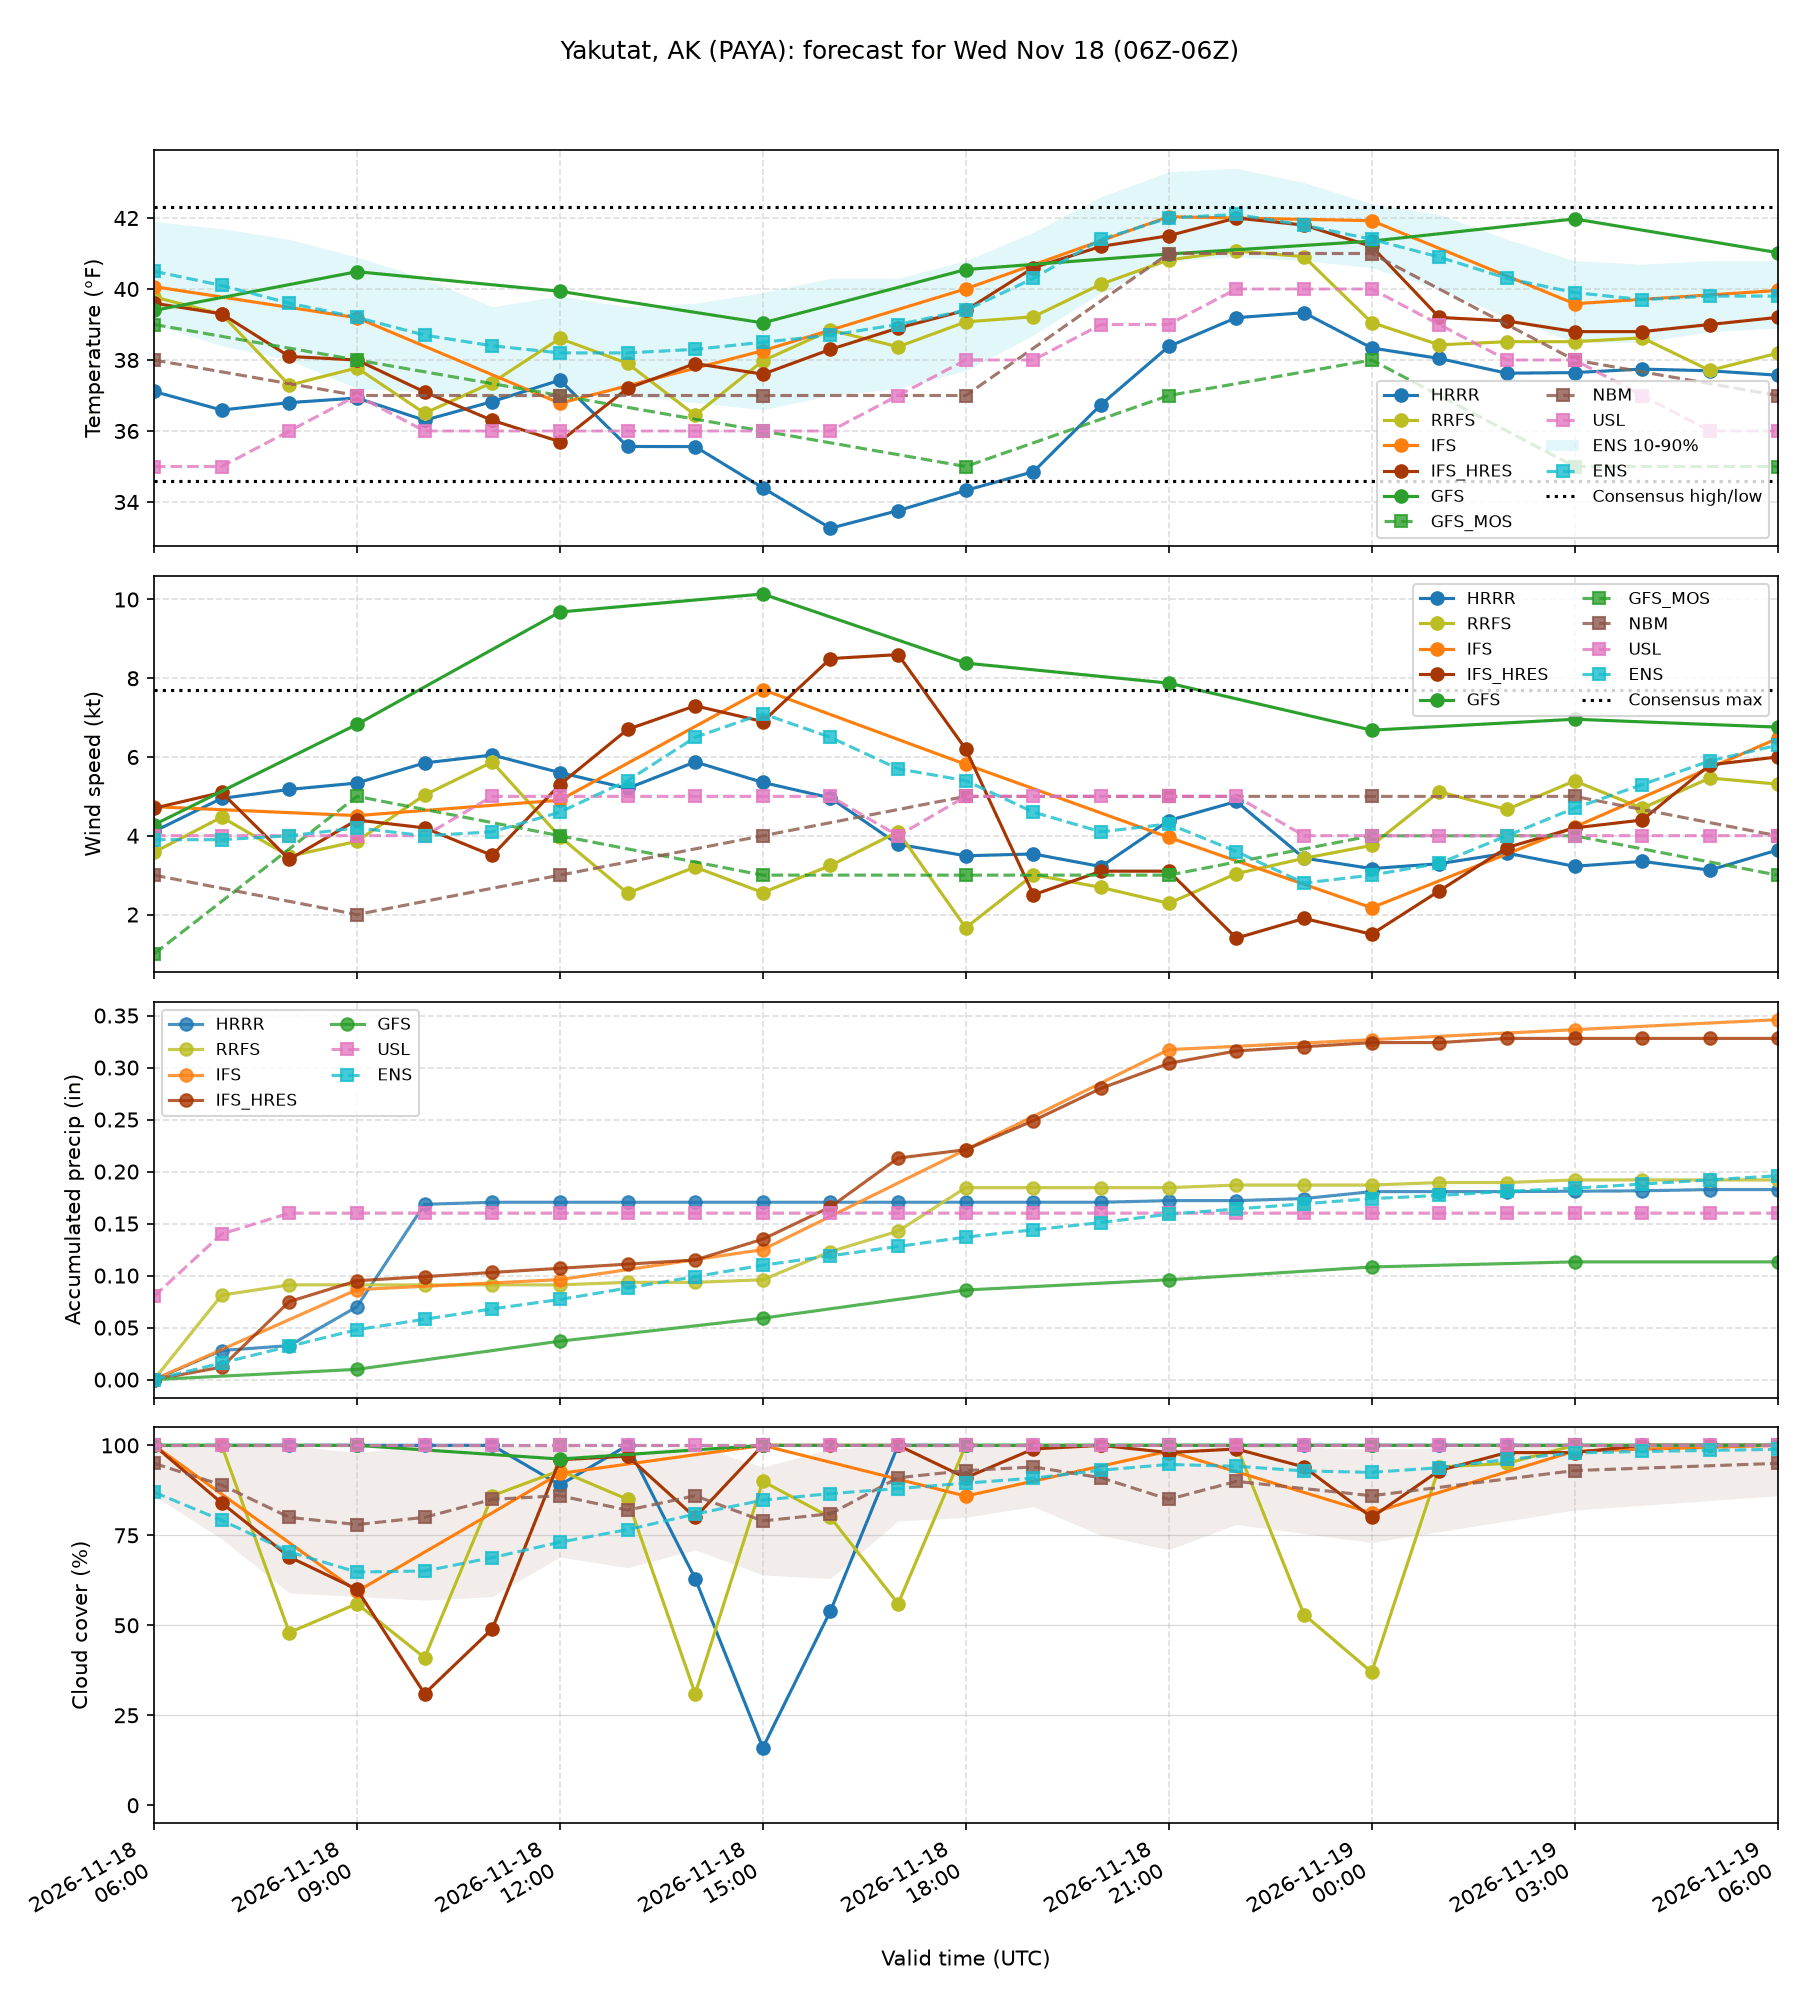 Yakutat, AK (PAYA): forecast for Wed Nov 18 (06Z-06Z)
Temperature (°F)
42
40
38
36
34
HRRR
RRFS
IFS
IFS_HRES
GFS
GFS_MOS
NBM
USL
ENS 10-90%
ENS
Consensus high/low
Wind speed (kt)
10
8
6
4
2
HRRR
RRFS
IFS
IFS_HRES
GFS
GFS_MOS
NBM
USL
ENS
Consensus max
Accumulated precip (in)
0.35
0.30
0.25
0.20
0.15
0.10
0.05
0.00
HRRR
RRFS
IFS
IFS_HRES
GFS
USL
ENS
Cloud cover (%)
100
75
50
25
0
2026-11-18
06:00
2026-11-18
09:00
2026-11-18
12:00
2026-11-18
15:00
2026-11-18
18:00
2026-11-18
21:00
2026-11-19
00:00
2026-11-19
03:00
2026-11-19
06:00
Valid time (UTC)